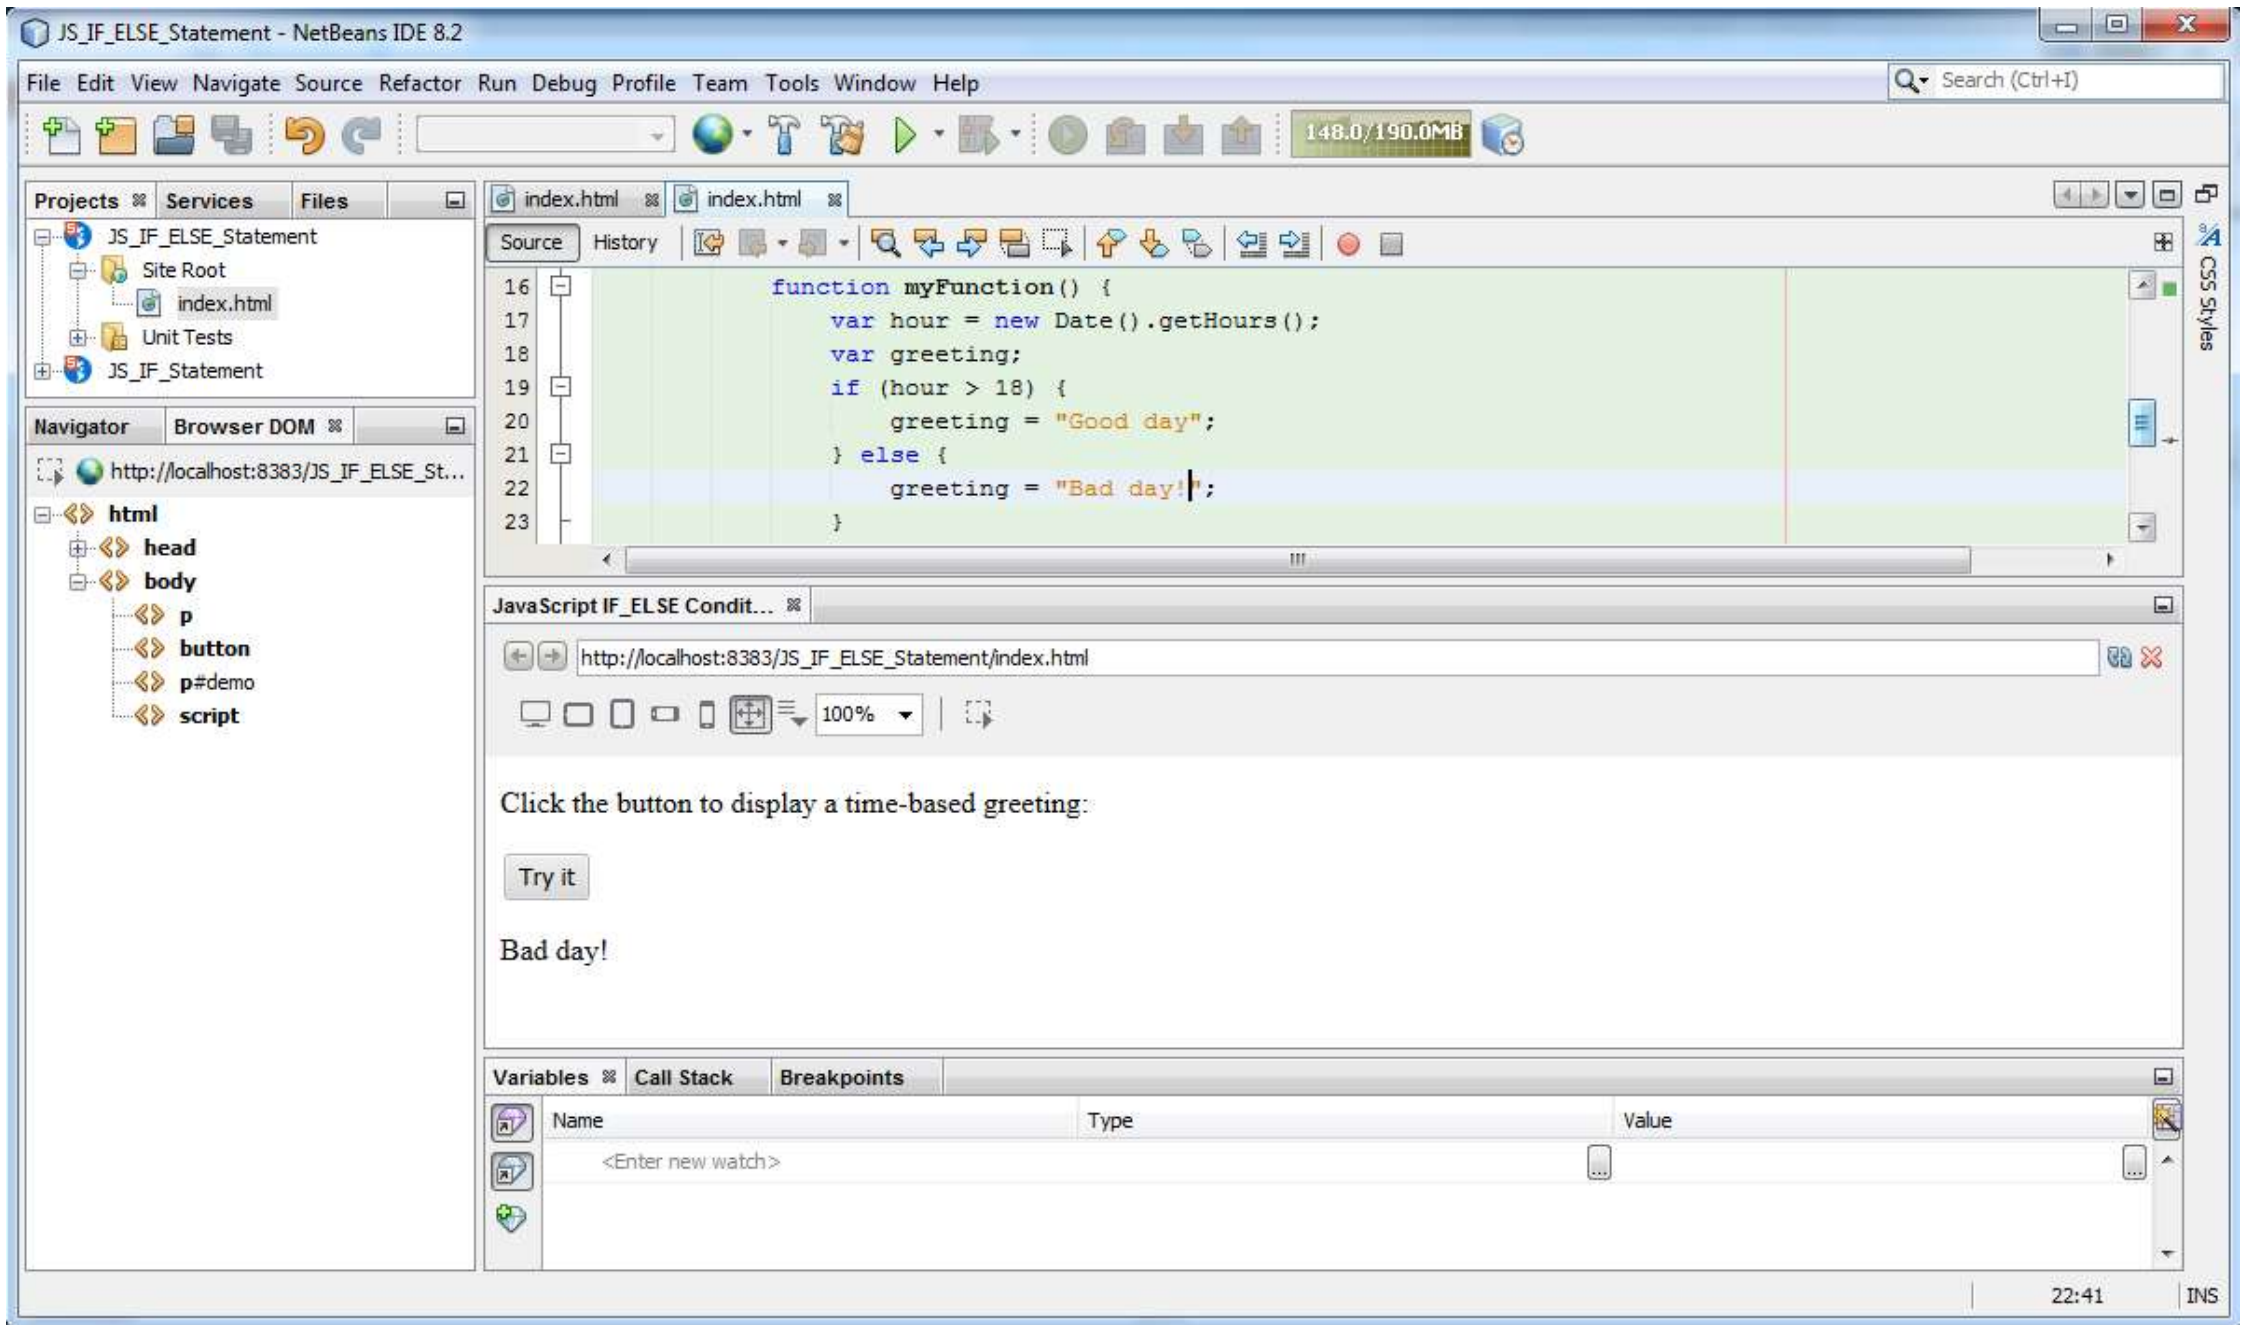 JS_IF_ELSE_Statement - NetBeans IDE 8.2
File Edit View Navigate Source Refactor Run Debug Profile Team Tools Window Help
Search (Ctrl+I)
148.0/190.0MB
Projects Services Files
JS_IF_ELSE_Statement
Site Root
index.html
Unit Tests
JS_IF_Statement
Navigator Browser DOM
http://localhost:8383/JS_IF_ELSE_St...
html
head
body
p
button
p#demo
script
index.html index.html
Source History
16 function myFunction() {
17 var hour = new Date().getHours();
18 var greeting;
19 if (hour > 18) {
20 greeting = "Good day";
21 } else {
22 greeting = "Bad day!";
23 }
CSS Styles
JavaScript IF_ELSE Condit...
http://localhost:8383/JS_IF_ELSE_Statement/index.html
100%
Click the button to display a time-based greeting:
Try it
Bad day!
Variables Call Stack Breakpoints
Name Type Value
<Enter new watch> ... ...
22:41 INS